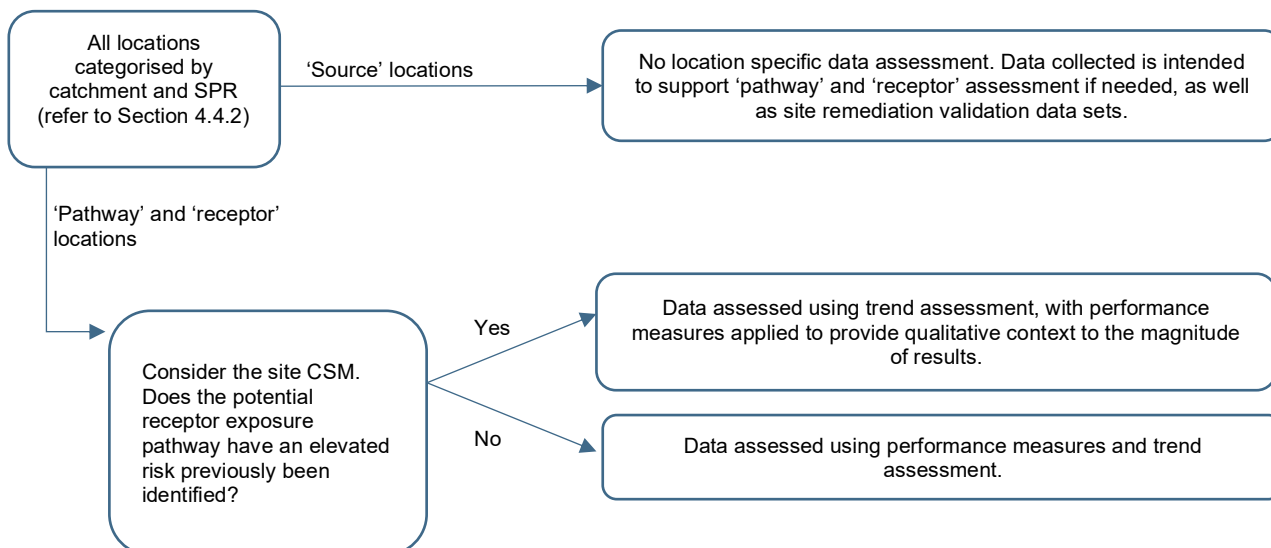 All locations
categorised by
catchment and SPR
(refer to Section 4.4.2)
‘Source’ locations
No location specific data assessment. Data collected is intended
to support ‘pathway’ and ‘receptor’ assessment if needed, as well
as site remediation validation data sets.
‘Pathway’ and ‘receptor’
locations
Consider the site CSM.
Does the potential
receptor exposure
pathway have an elevated
risk previously been
identified?
Yes
Data assessed using trend assessment, with performance
measures applied to provide qualitative context to the magnitude
of results.
No
Data assessed using performance measures and trend
assessment.